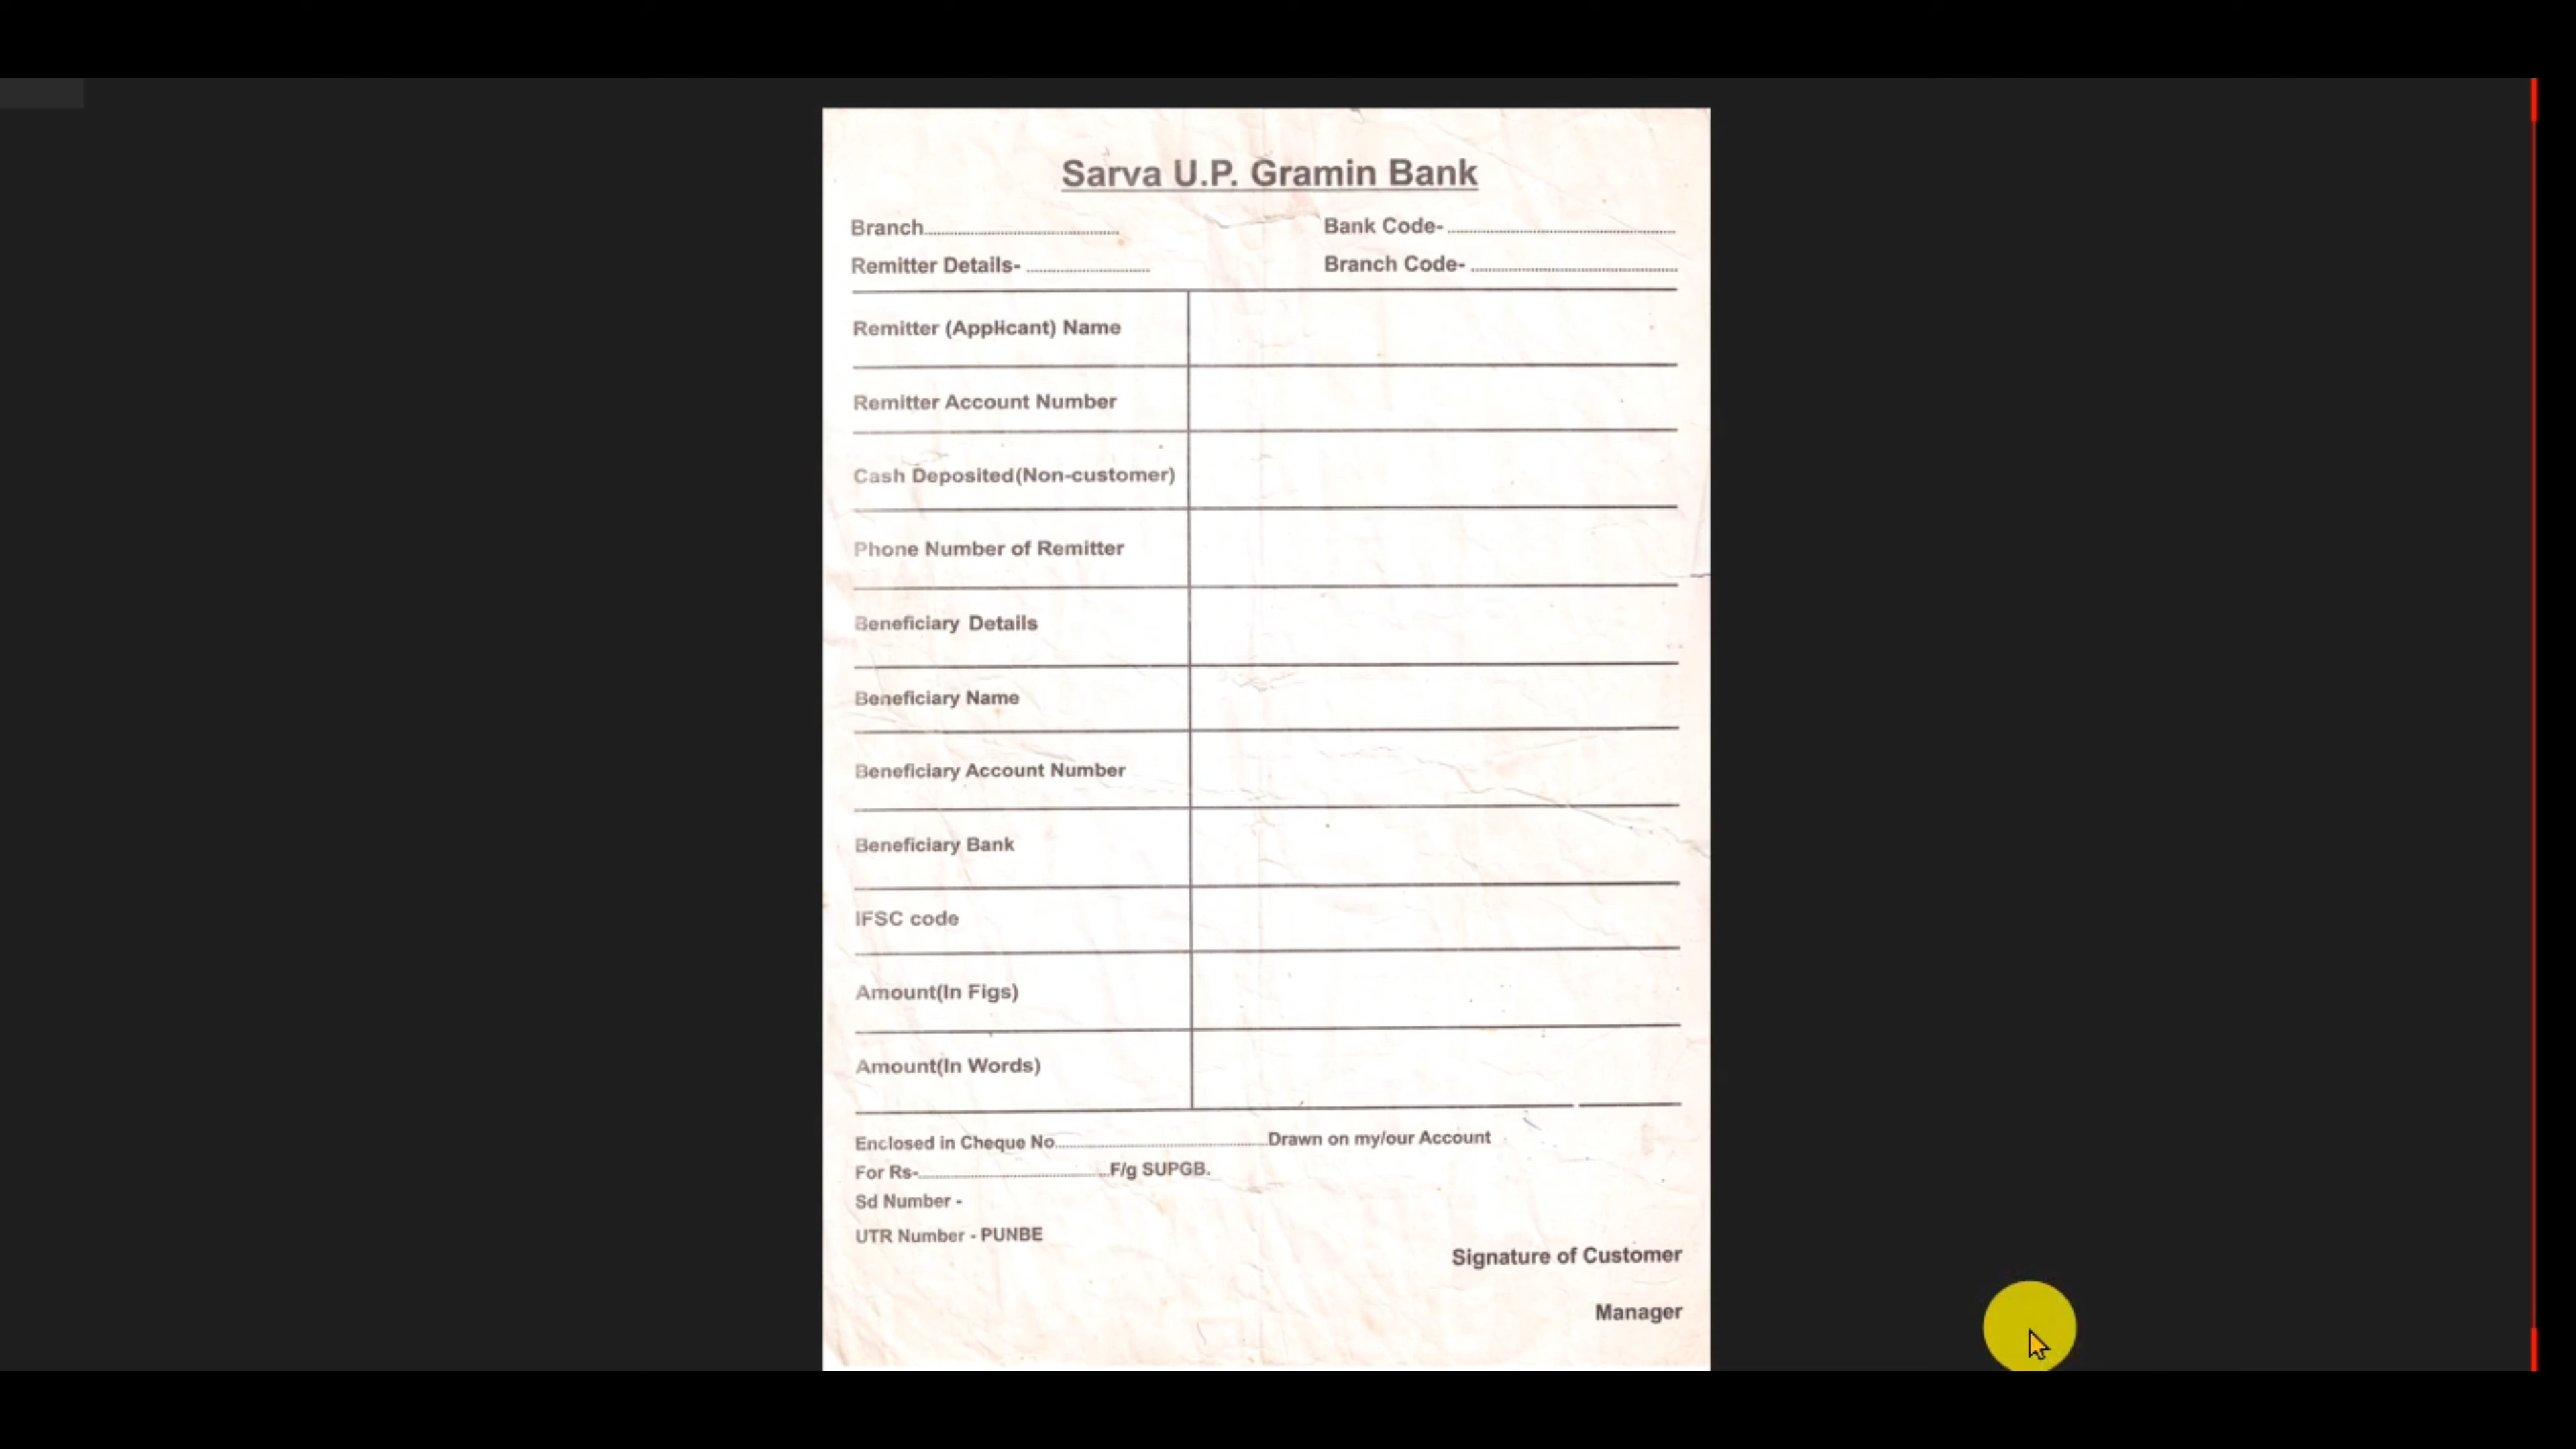 Sarva U.P. Gramin Bank
Branch.......................... Bank Code- ..........................
Remitter Details- .......................... Branch Code- ..........................
Remitter (Applicant) Name
Remitter Account Number
Cash Deposited(Non-customer)
Phone Number of Remitter
Beneficiary Details
Beneficiary Name
Beneficiary Account Number
Beneficiary Bank
IFSC code
Amount(In Figs)
Amount(In Words)
Enclosed in Cheque No..........................Drawn on my/our Account
For Rs-..........................F/g SUPGB.
Sd Number -
UTR Number - PUNBE
Signature of Customer
Manager